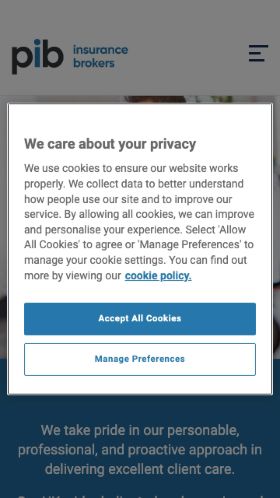 pib insurance
brokers
We care about your privacy
We use cookies to ensure our website works
properly. We collect data to better understand
how people use our site and to improve our
service. By allowing all cookies, we can improve
and personalise your experience. Select 'Allow
All Cookies' to agree or 'Manage Preferences' to
manage your cookie settings. You can find out
more by viewing our cookie policy.
Accept All Cookies
Manage Preferences
We take pride in our personable,
professional, and proactive approach in
delivering excellent client care.